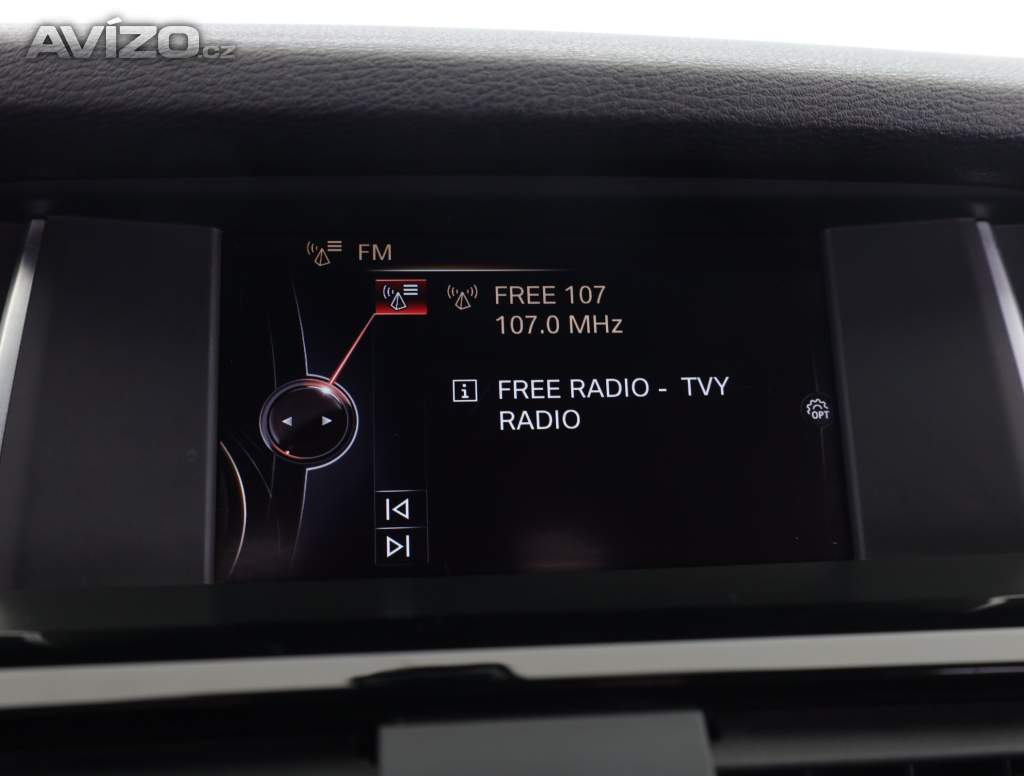 AVÍZO.cz
FM
FREE 107
107.0 MHz
i FREE RADIO - TVY
RADIO
OPT